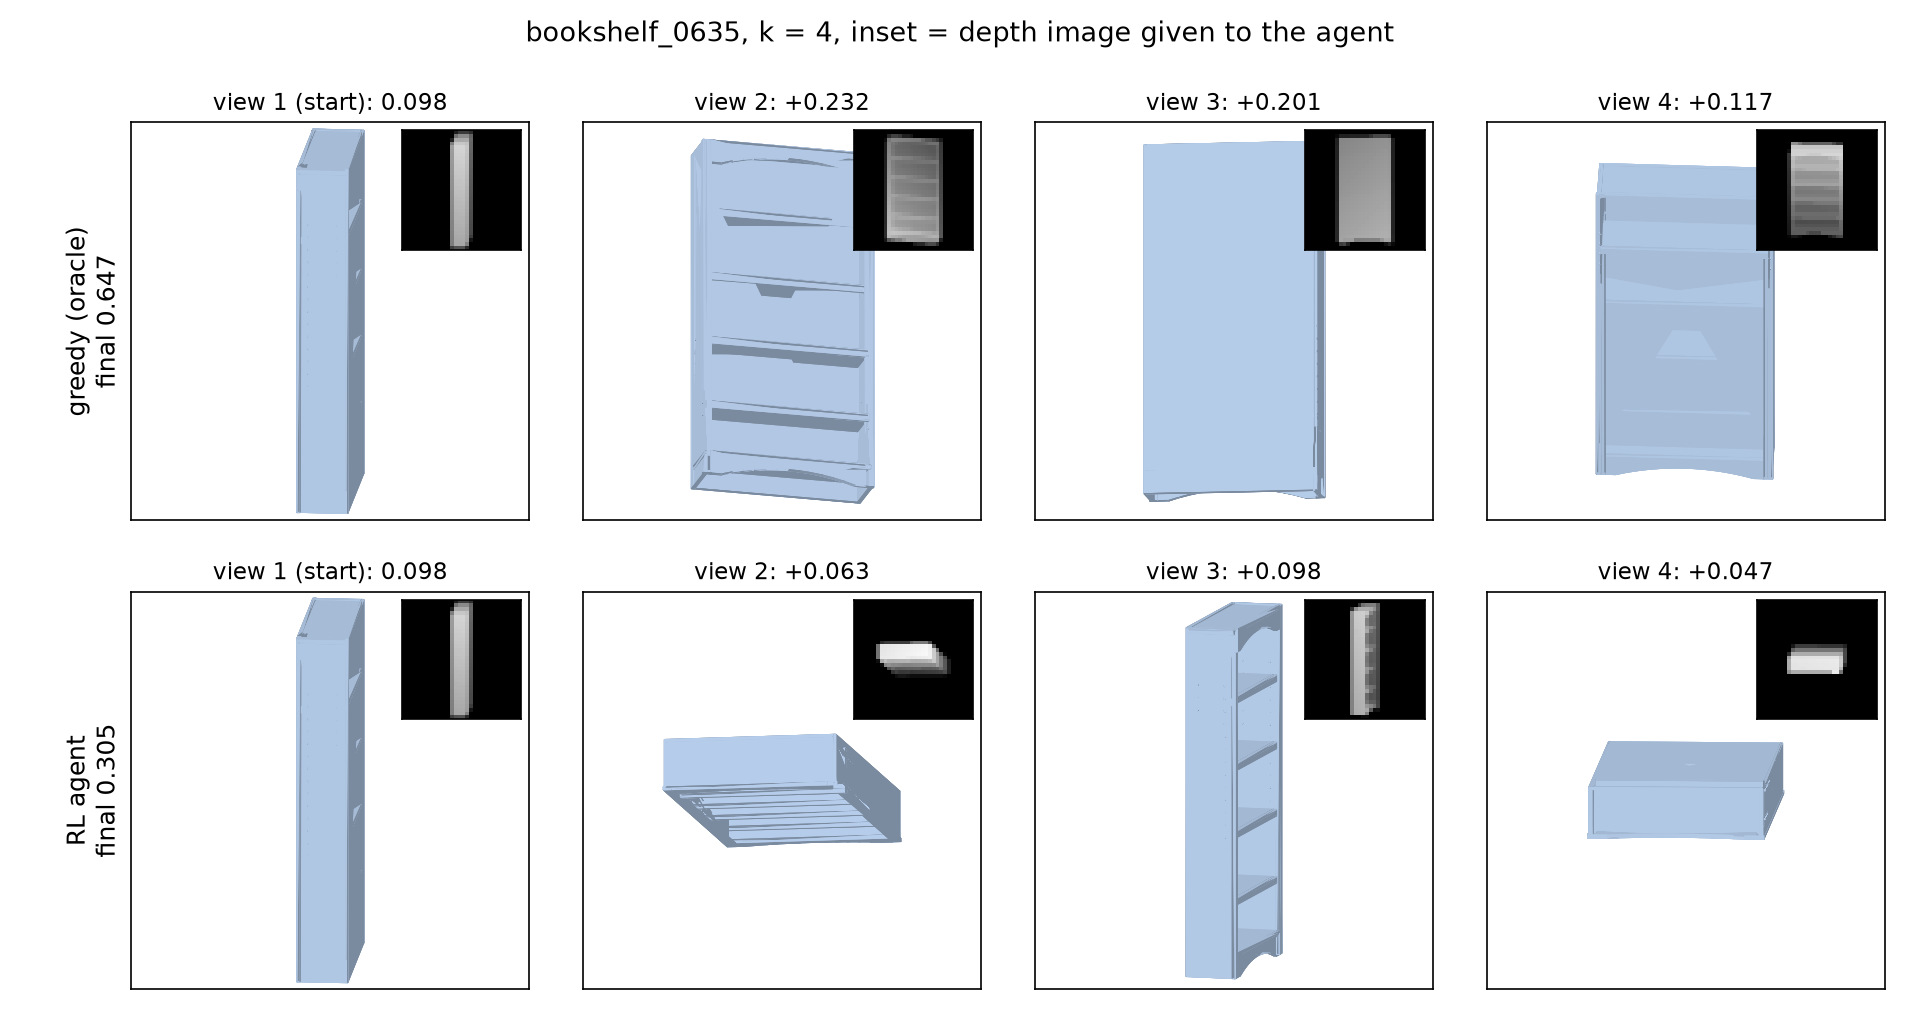 bookshelf_0635, k = 4, inset = depth image given to the agent
view 1 (start): 0.098
view 2: +0.232
view 3: +0.201
view 4: +0.117
greedy (oracle)
final 0.647
view 1 (start): 0.098
view 2: +0.063
view 3: +0.098
view 4: +0.047
RL agent
final 0.305